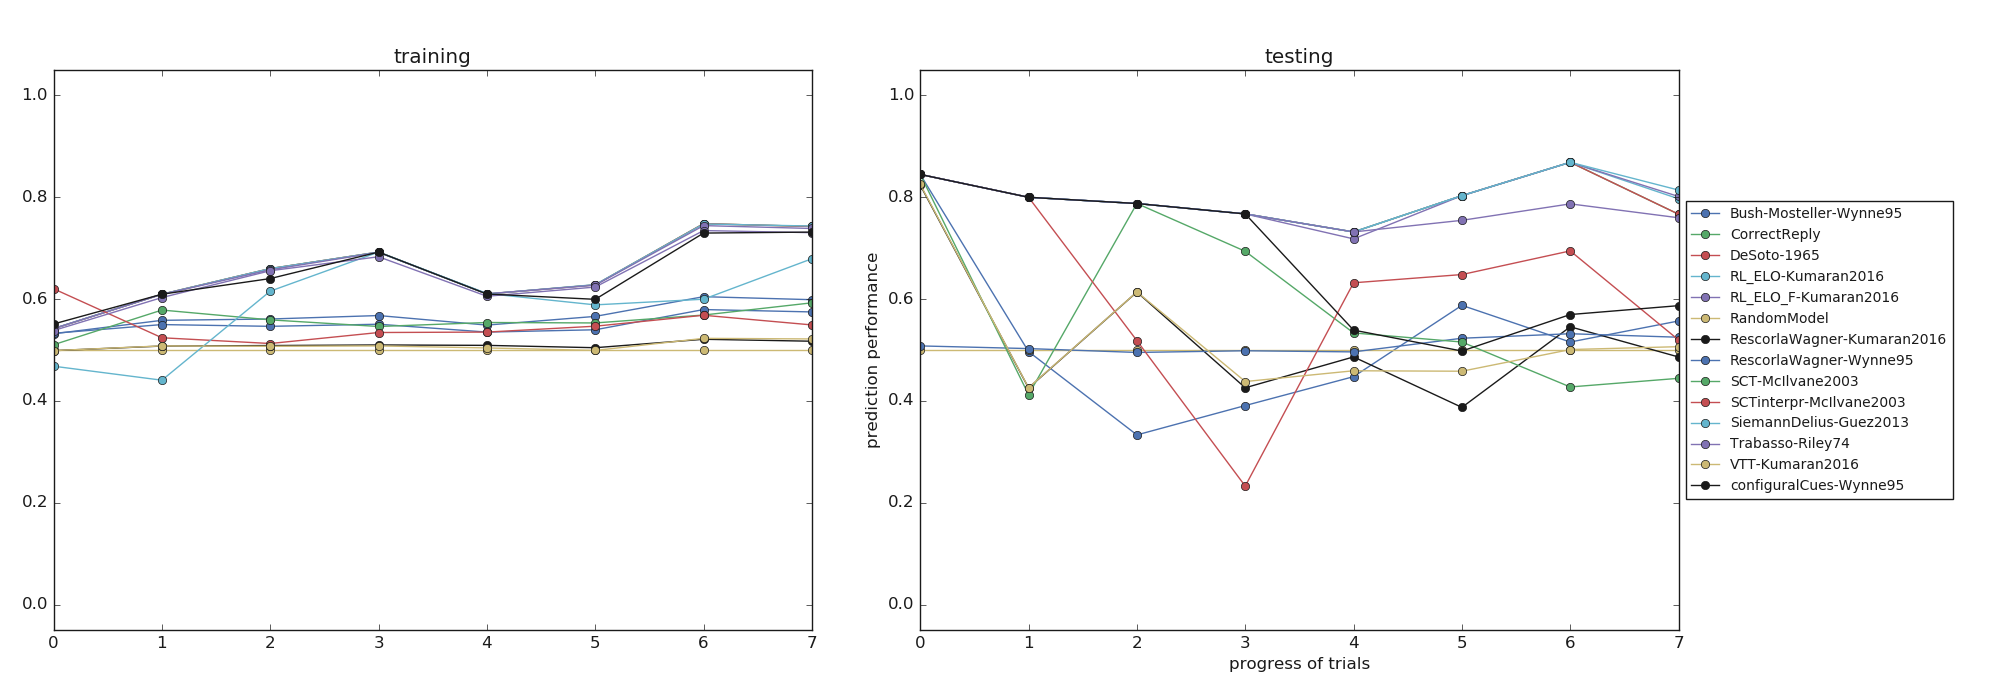 training
1.0
0.8
0.6
0.4
0.2
0.0
0 1 2 3 4 5 6 7
testing
prediction performance
1.0
0.8
0.6
0.4
0.2
0.0
0 1 2 3 4 5 6 7
progress of trials
Bush-Mosteller-Wynne95
CorrectReply
DeSoto-1965
RL_ELO-Kumaran2016
RL_ELO_F-Kumaran2016
RandomModel
RescorlaWagner-Kumaran2016
RescorlaWagner-Wynne95
SCT-McIlvane2003
SCTinterpr-McIlvane2003
SiemannDelius-Guez2013
Trabasso-Riley74
VTT-Kumaran2016
configuralCues-Wynne95